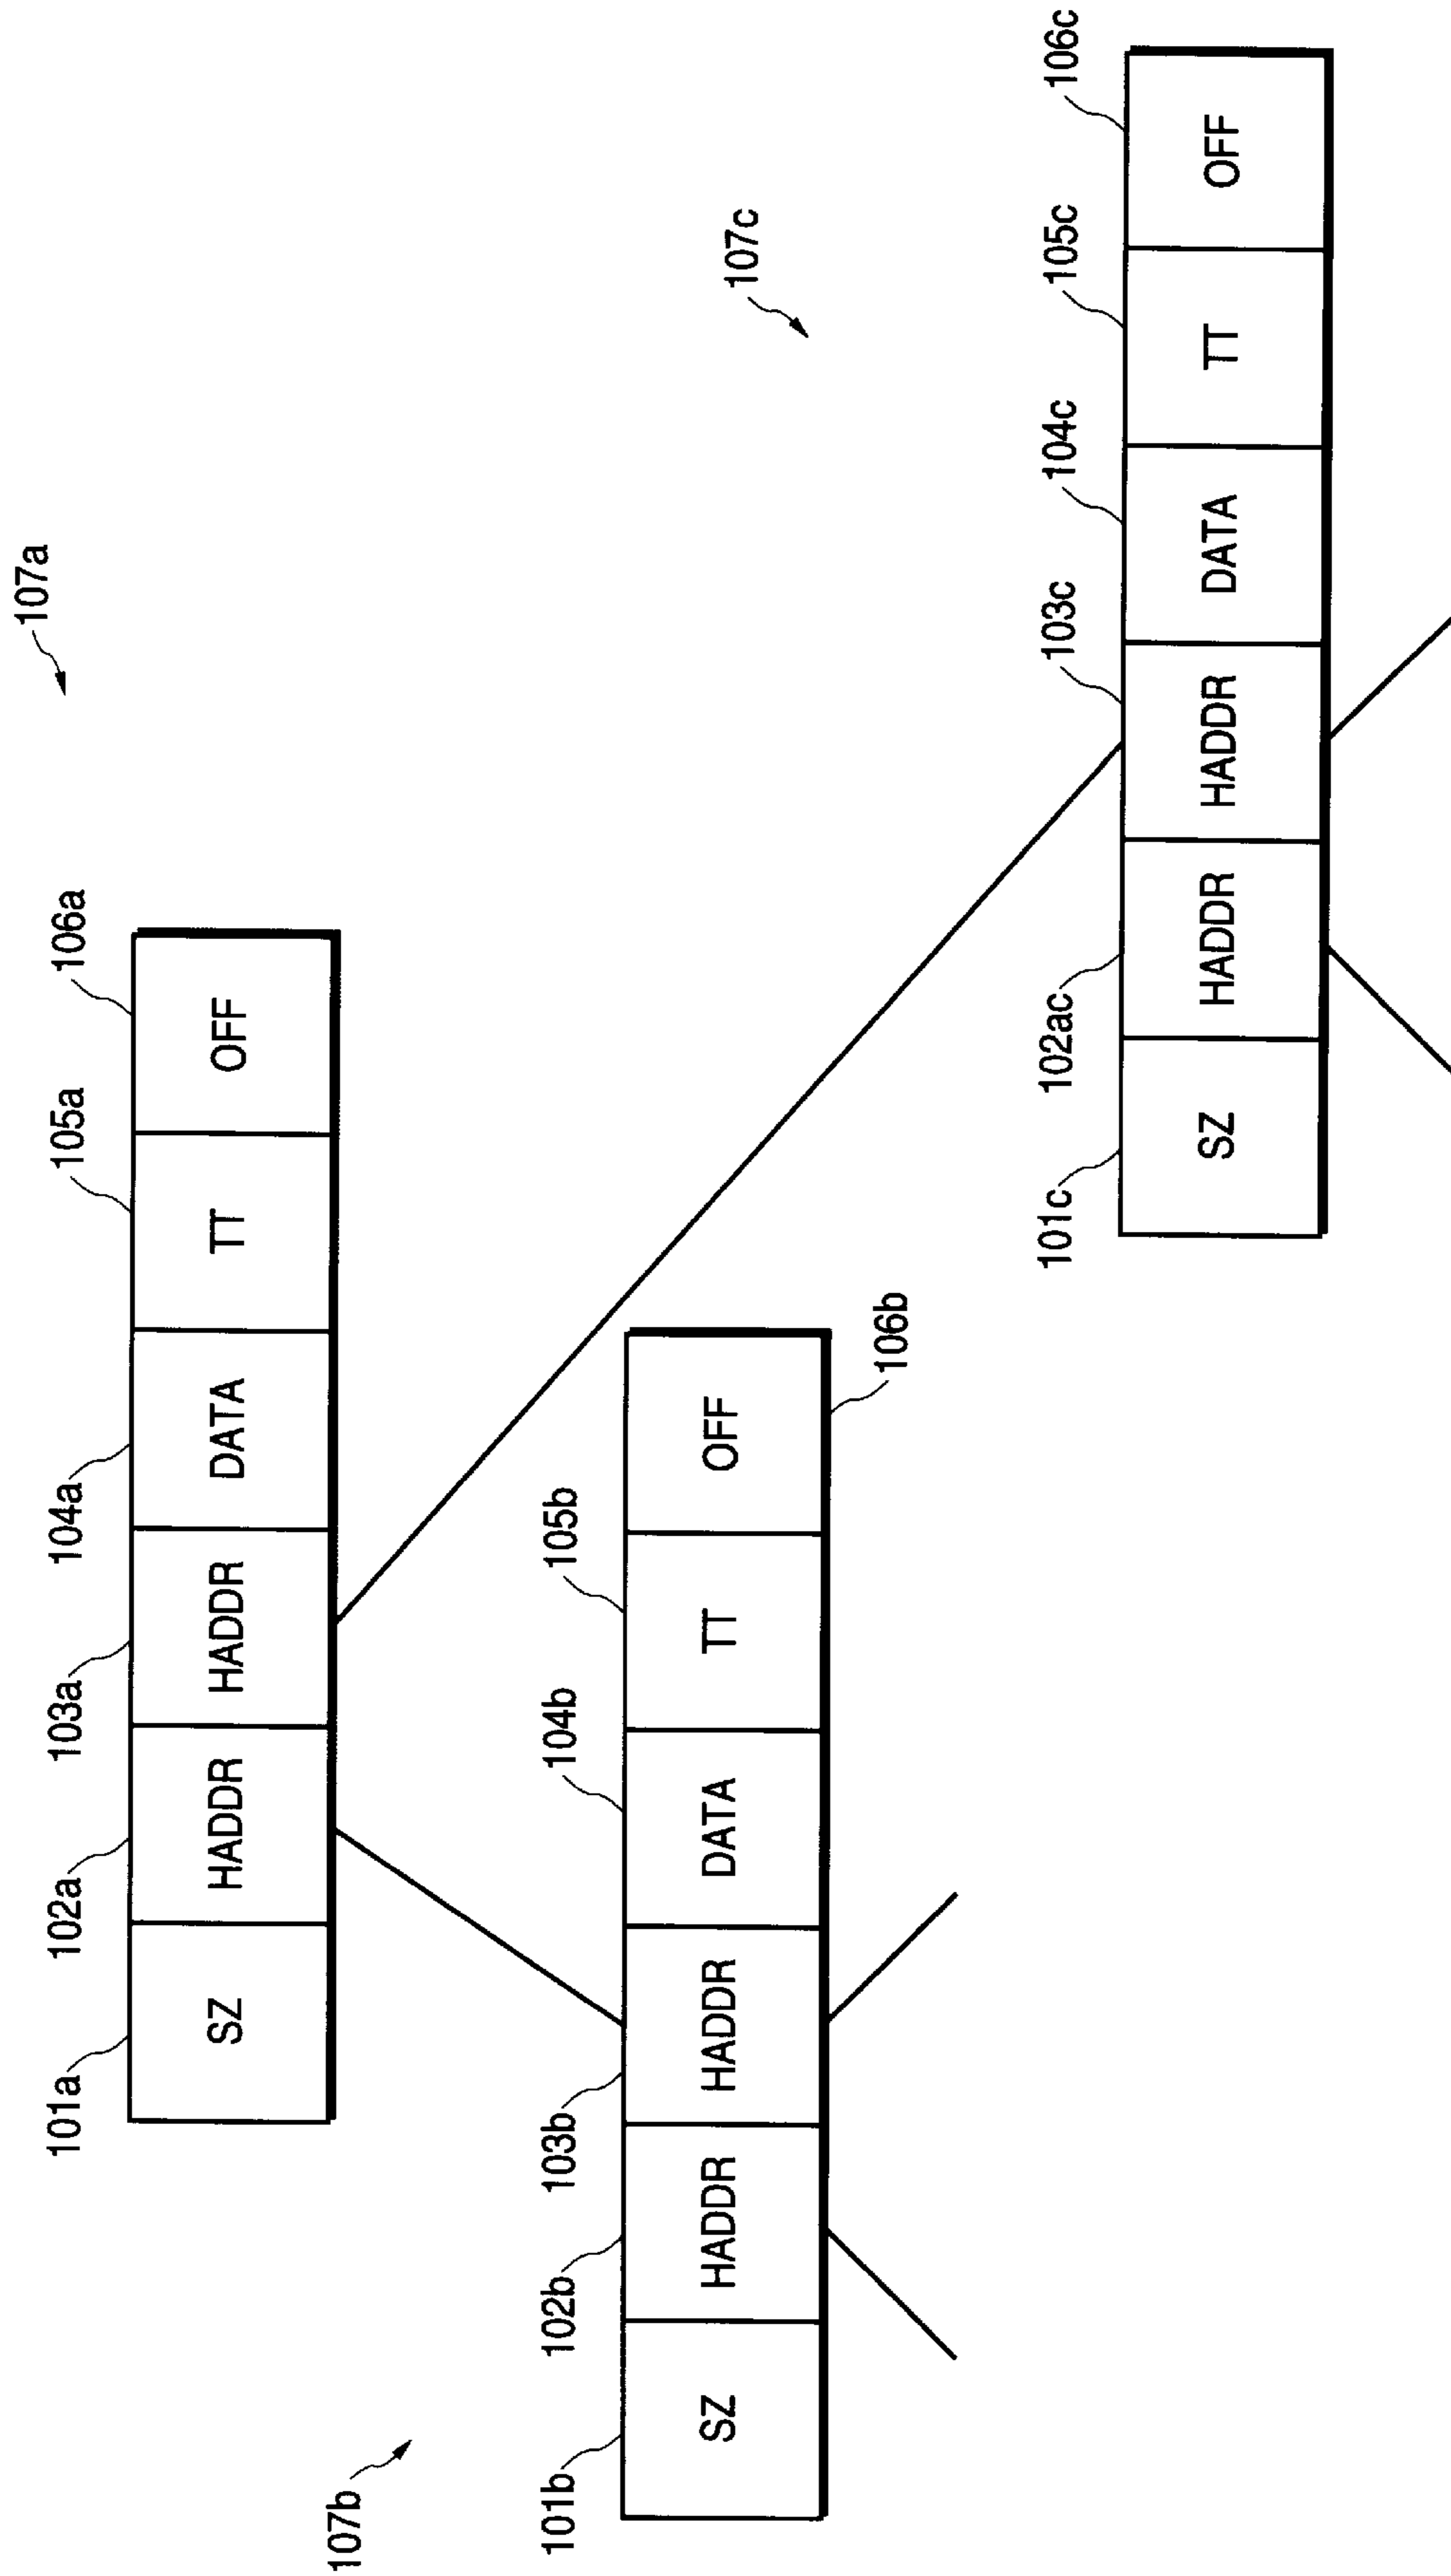 107a
101a 102a 103a 104a 105a 106a
SZ HADDR HADDR DATA TT OFF
107b
101b 102b 103b 104b 105b
SZ HADDR HADDR DATA TT OFF
106b
107c
101c 102ac 103c 104c 105c 106c
SZ HADDR HADDR DATA TT OFF